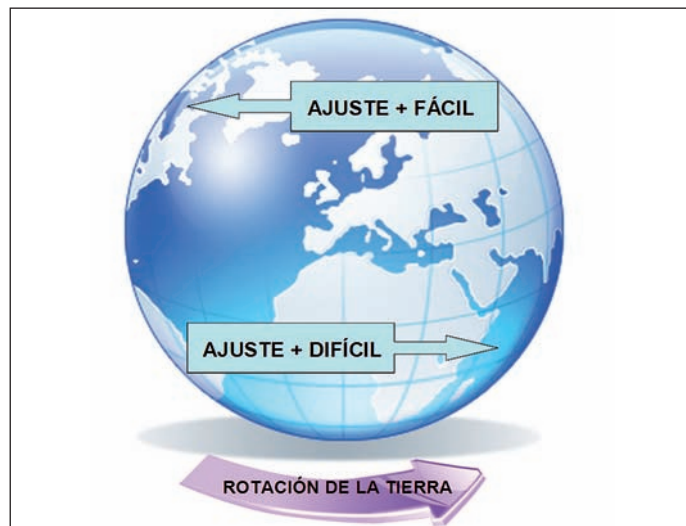 AJUSTE + FÁCIL
AJUSTE + DIFÍCIL
ROTACIÓN DE LA TIERRA